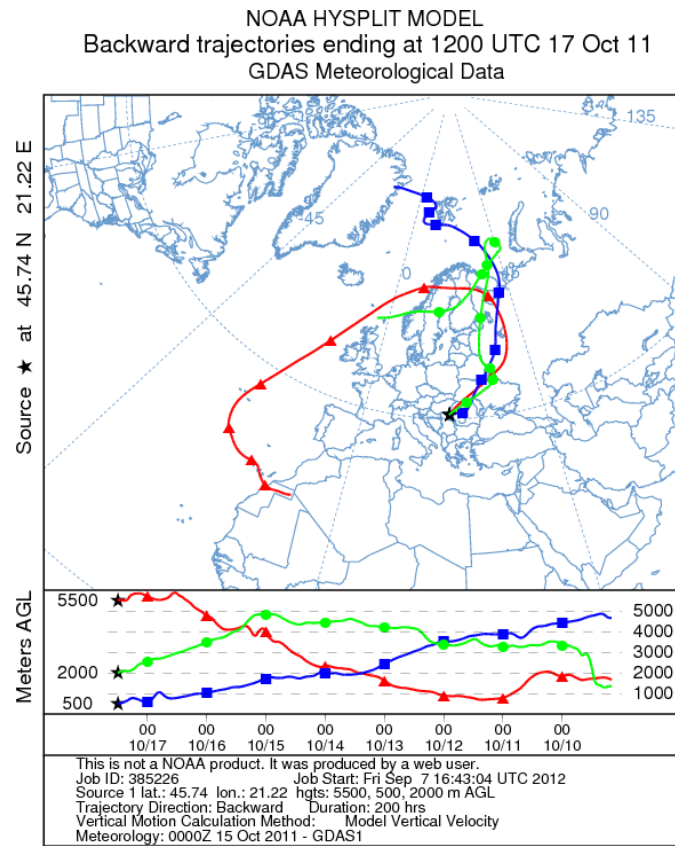 NOAA HYSPLIT MODEL
Backward trajectories ending at 1200 UTC 17 Oct 11
GDAS Meteorological Data
Source ★ at 45.74 N 21.22 E
135
90
-45
0
Meters AGL
5500
2000
500
5000
4000
3000
2000
1000
00 00 00 00 00 00 00 00
10/17 10/16 10/15 10/14 10/13 10/12 10/11 10/10
This is not a NOAA product. It was produced by a web user.
Job ID: 385226 Job Start: Fri Sep 7 16:43:04 UTC 2012
Source 1 lat.: 45.74 lon.: 21.22 hgts: 5500, 500, 2000 m AGL
Trajectory Direction: Backward Duration: 200 hrs
Vertical Motion Calculation Method: Model Vertical Velocity
Meteorology: 0000Z 15 Oct 2011 - GDAS1